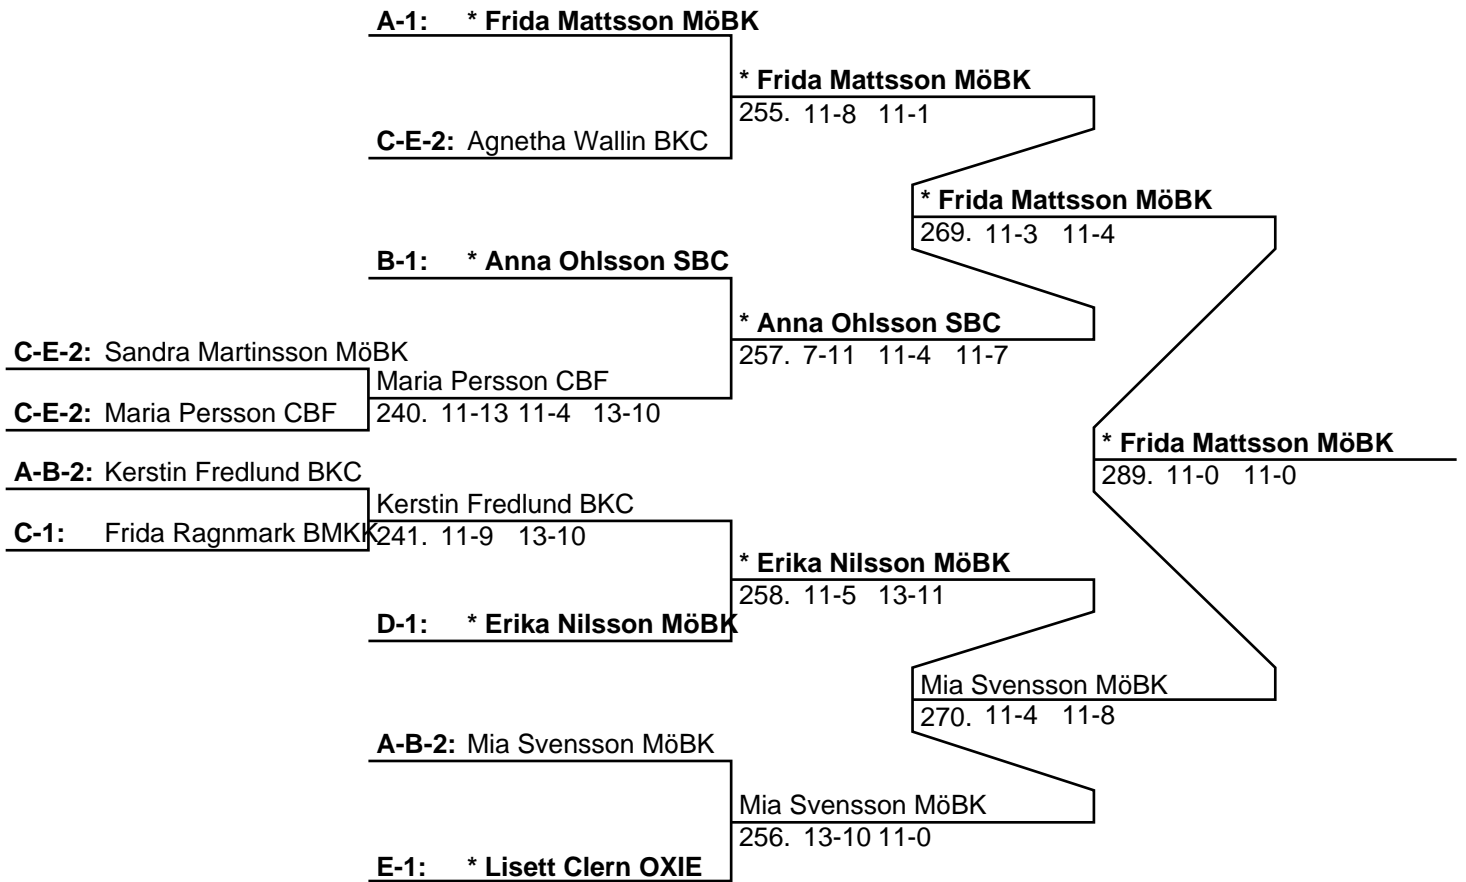 A-1: * Frida Mattsson MöBK
* Frida Mattsson MöBK
255. 11-8 11-1
C-E-2: Agnetha Wallin BKC
* Frida Mattsson MöBK
269. 11-3 11-4
B-1: * Anna Ohlsson SBC
* Anna Ohlsson SBC
257. 7-11 11-4 11-7
C-E-2: Sandra Martinsson MöBK
Maria Persson CBF
240. 11-13 11-4 13-10
C-E-2: Maria Persson CBF
* Frida Mattsson MöBK
289. 11-0 11-0
A-B-2: Kerstin Fredlund BKC
Kerstin Fredlund BKC
241. 11-9 13-10
C-1: Frida Ragnmark BMKK
* Erika Nilsson MöBK
258. 11-5 13-11
D-1: * Erika Nilsson MöBK
Mia Svensson MöBK
270. 11-4 11-8
A-B-2: Mia Svensson MöBK
Mia Svensson MöBK
256. 13-10 11-0
E-1: * Lisett Clern OXIE